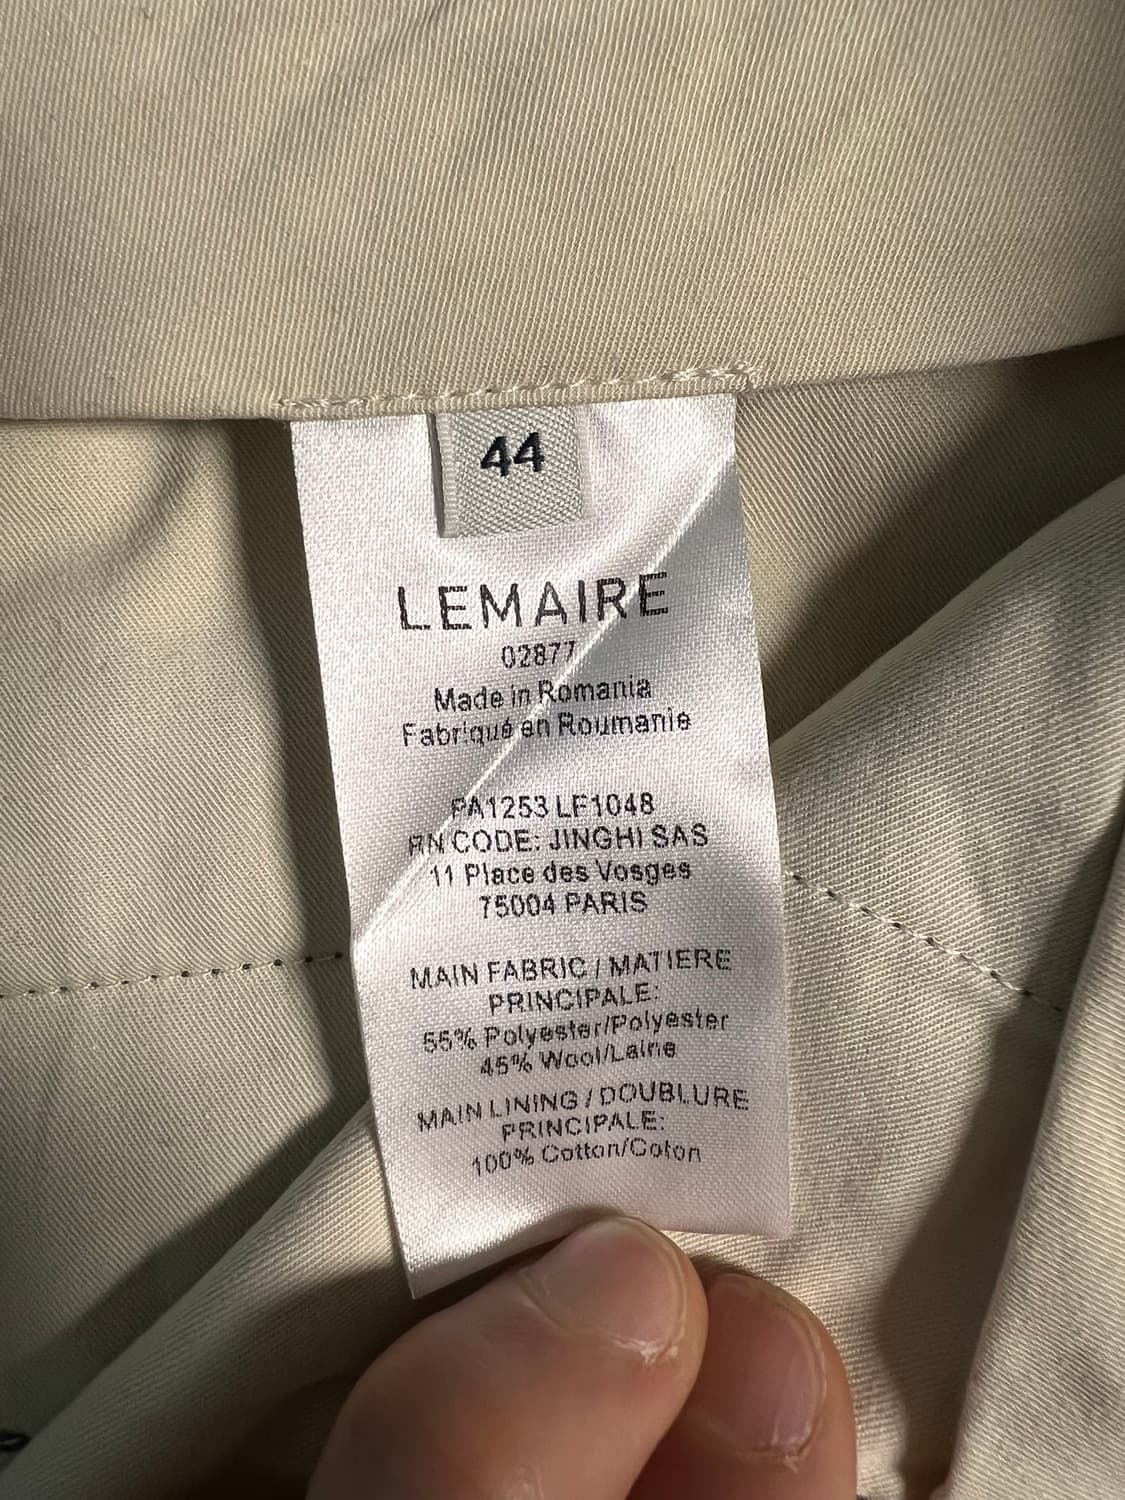 44
LEMAIRE
02877
Made in Romania
Fabriqué en Roumanie
PA1253 LF1048
RN CODE: JINGHI SAS
11 Place des Vosges
75004 PARIS
MAIN FABRIC / MATIERE
PRINCIPALE:
55% Polyester/Polyester
45% Wool/Laine
MAIN LINING / DOUBLURE
PRINCIPALE:
100% Cotton/Coton